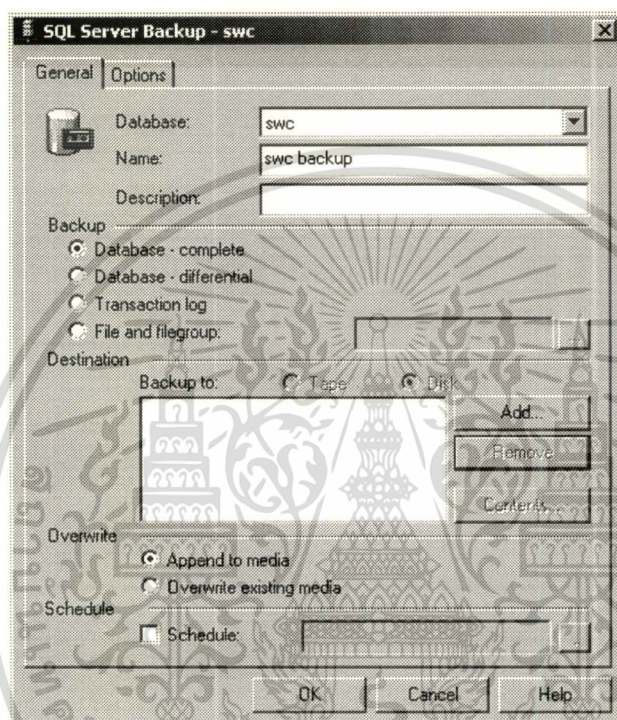 SQL Server Backup - swc
General Options
Database: swc
Name: swc backup
Description:
Backup
Database - complete
Database - differential
Transaction log
File and filegroup: ...
Destination
Backup to: Tape Disk
Add...
Remove
Contents...
Overwrite
Append to media
Overwrite existing media
Schedule
Schedule: ...
OK Cancel Help